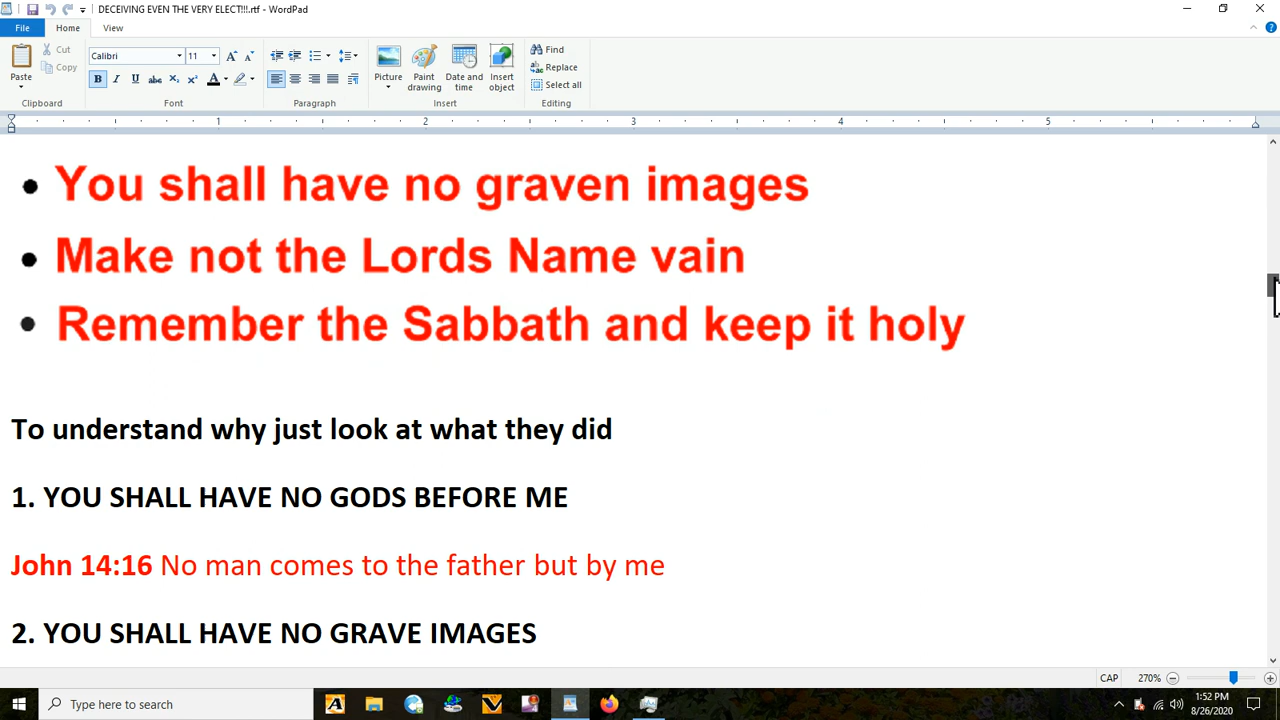 DECEIVING EVEN THE VERY ELECT!!!.rtf - WordPad
File
Home
View
Paste
Cut
Copy
Clipboard
Calibri
11
Font
Paragraph
Picture
Paint drawing
Date and time
Insert object
Insert
Find
Replace
Select all
Editing
1 2 3 4 5
• You shall have no graven images
• Make not the Lords Name vain
• Remember the Sabbath and keep it holy
To understand why just look at what they did
1. YOU SHALL HAVE NO GODS BEFORE ME
John 14:16 No man comes to the father but by me
2. YOU SHALL HAVE NO GRAVE IMAGES
CAP
270%
Type here to search
1:52 PM
8/26/2020